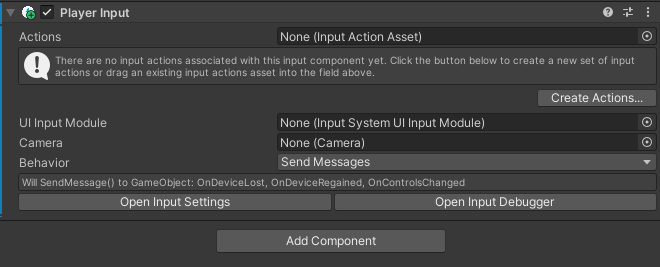 Player Input
Actions None (Input Action Asset)
There are no input actions associated with this input component yet. Click the button below to create a new set of input
actions or drag an existing input actions asset into the field above.
Create Actions...
UI Input Module None (Input System UI Input Module)
Camera None (Camera)
Behavior Send Messages
Will SendMessage() to GameObject: OnDeviceLost, OnDeviceRegained, OnControlsChanged
Open Input Settings Open Input Debugger
Add Component